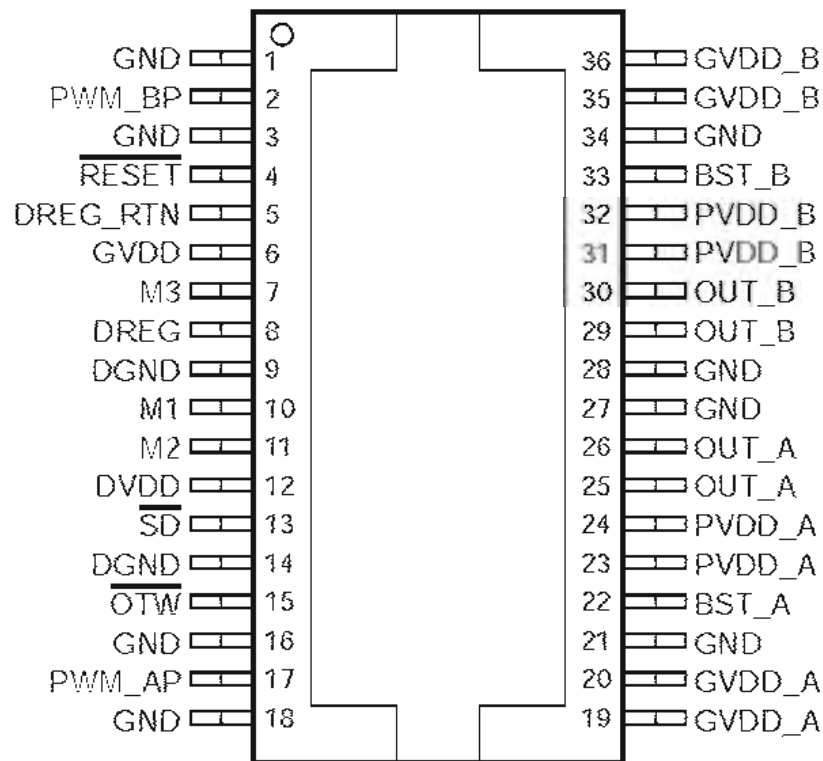 GND 1 36 GVDD_B
PWM_BP 2 35 GVDD_B
GND 3 34 GND
RESET 4 33 BST_B
DREG_RTN 5 32 PVDD_B
GVDD 6 31 PVDD_B
M3 7 30 OUT_B
DREG 8 29 OUT_B
DGND 9 28 GND
M1 10 27 GND
M2 11 26 OUT_A
DVDD 12 25 OUT_A
SD 13 24 PVDD_A
DGND 14 23 PVDD_A
OTW 15 22 BST_A
GND 16 21 GND
PWM_AP 17 20 GVDD_A
GND 18 19 GVDD_A